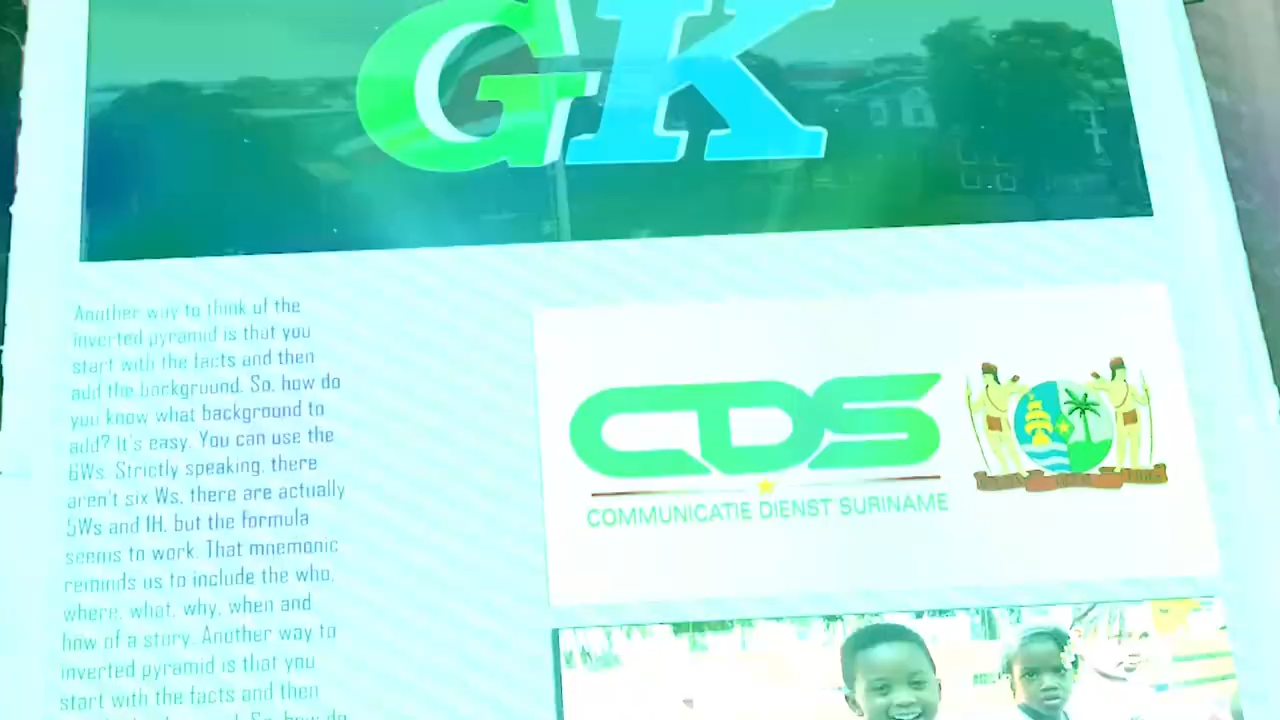 GK
Another way to think of the
inverted pyramid is that you
start with the facts and then
add the background. So, how do
you know what background to
add? It's easy. You can use the
6Ws. Strictly speaking, there
aren't six Ws, there are actually
5Ws and 1H, but the formula
seems to work. That mnemonic
reminds us to include the who,
where, what, why, when and
how of a story. Another way to
inverted pyramid is that you
start with the facts and then
So, how do
CDS
COMMUNICATIE DIENST SURINAME